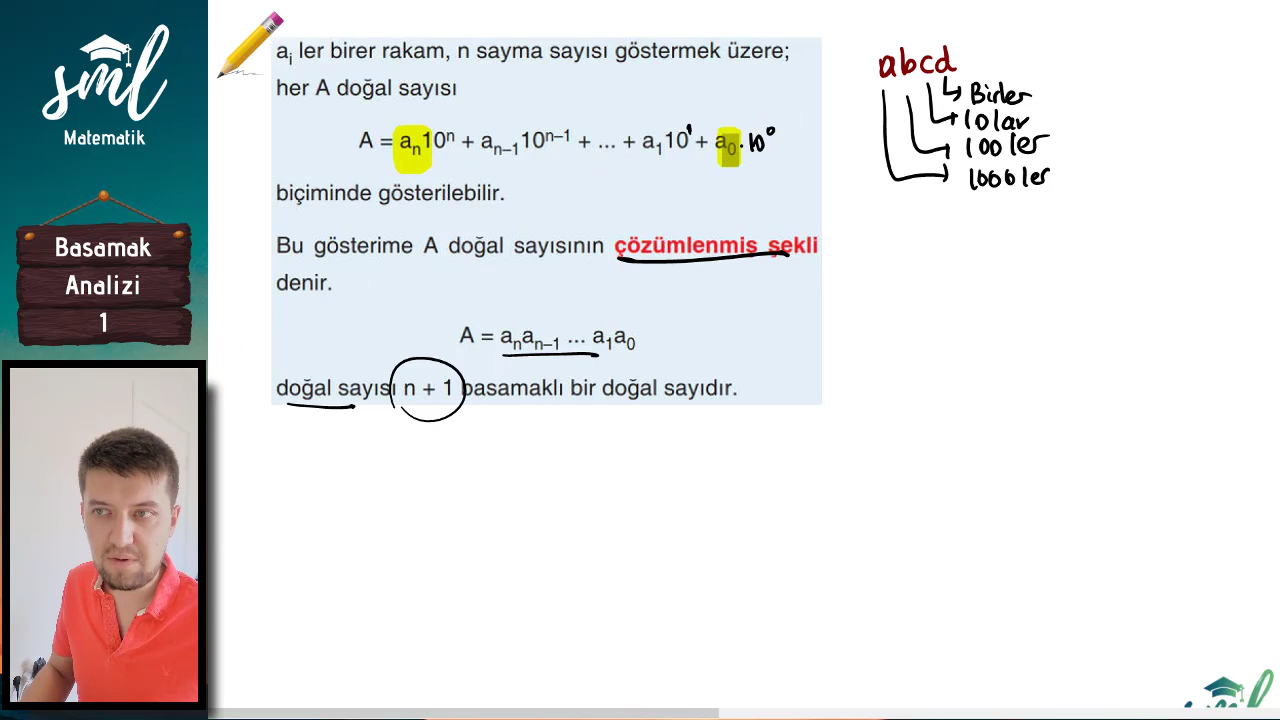 sml
Matematik
Basamak
Analizi
1
aᵢ ler birer rakam, n sayma sayısı göstermek üzere;
her A doğal sayısı
A = aₙ10ⁿ + aₙ₋₁10ⁿ⁻¹ + ... + a₁10¹ + a₀ · 10⁰
biçiminde gösterilebilir.
Bu gösterime A doğal sayısının çözümlenmiş şekli
denir.
A = aₙaₙ₋₁ ... a₁a₀
doğal sayısı n + 1 basamaklı bir doğal sayıdır.
abcd
Birler
10lar
100ler
1000ler
sml